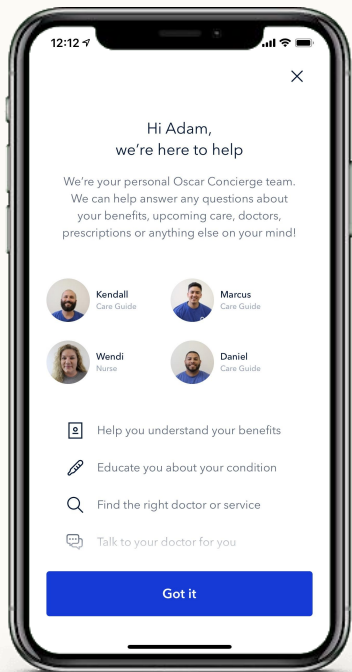 12:12
Hi Adam,
we're here to help
We're your personal Oscar Concierge team.
We can help answer any questions about
your benefits, upcoming care, doctors,
prescriptions or anything else on your mind!
Kendall
Care Guide
Marcus
Care Guide
Wendi
Nurse
Daniel
Care Guide
Help you understand your benefits
Educate you about your condition
Find the right doctor or service
Talk to your doctor for you
Got it